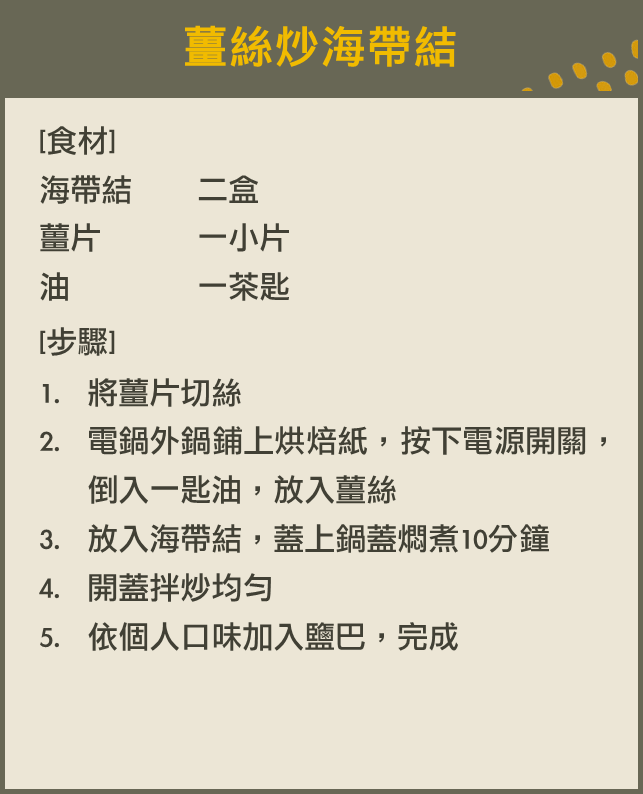 薑絲炒海帶結
[食材]
海帶結 二盒
薑片 一小片
油 一茶匙
[步驟]
1. 將薑片切絲
2. 電鍋外鍋鋪上烘焙紙，按下電源開關，
倒入一匙油，放入薑絲
3. 放入海帶結，蓋上鍋蓋燜煮10分鐘
4. 開蓋拌炒均勻
5. 依個人口味加入鹽巴，完成